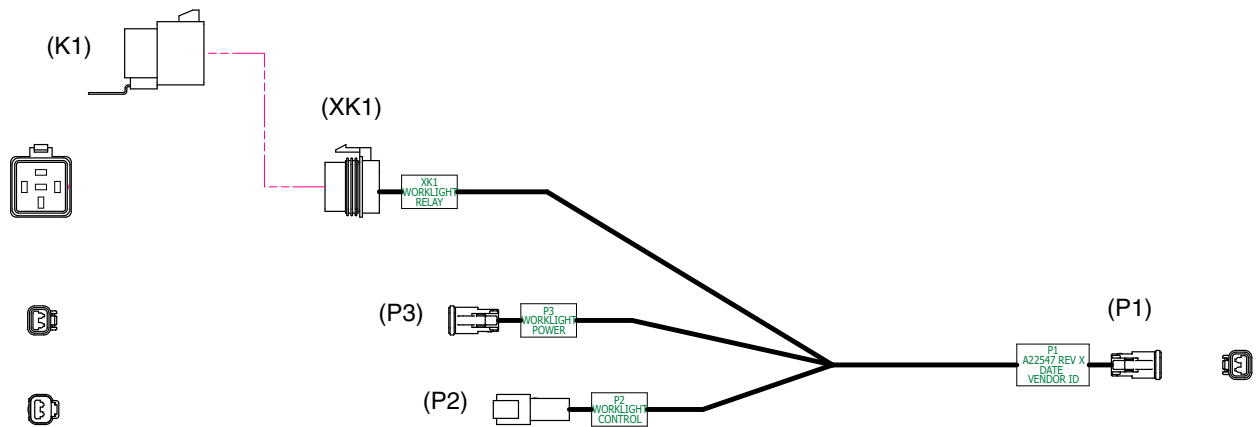 (K1)
(XK1)
XK1
WORKLIGHT
RELAY
(P3)
P3
WORKLIGHT
POWER
(P1)
P1
A22547 REV X
DATE
VENDOR ID
(P2)
P2
WORKLIGHT
CONTROL